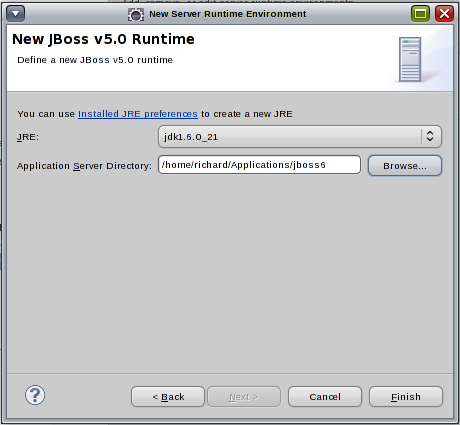 New Server Runtime Environment
New JBoss v5.0 Runtime
Define a new JBoss v5.0 runtime
You can use Installed JRE preferences to create a new JRE
JRE: jdk1.6.0_21
Application Server Directory: /home/richard/Applications/jboss6 Browse...
? < Back Next > Cancel Finish